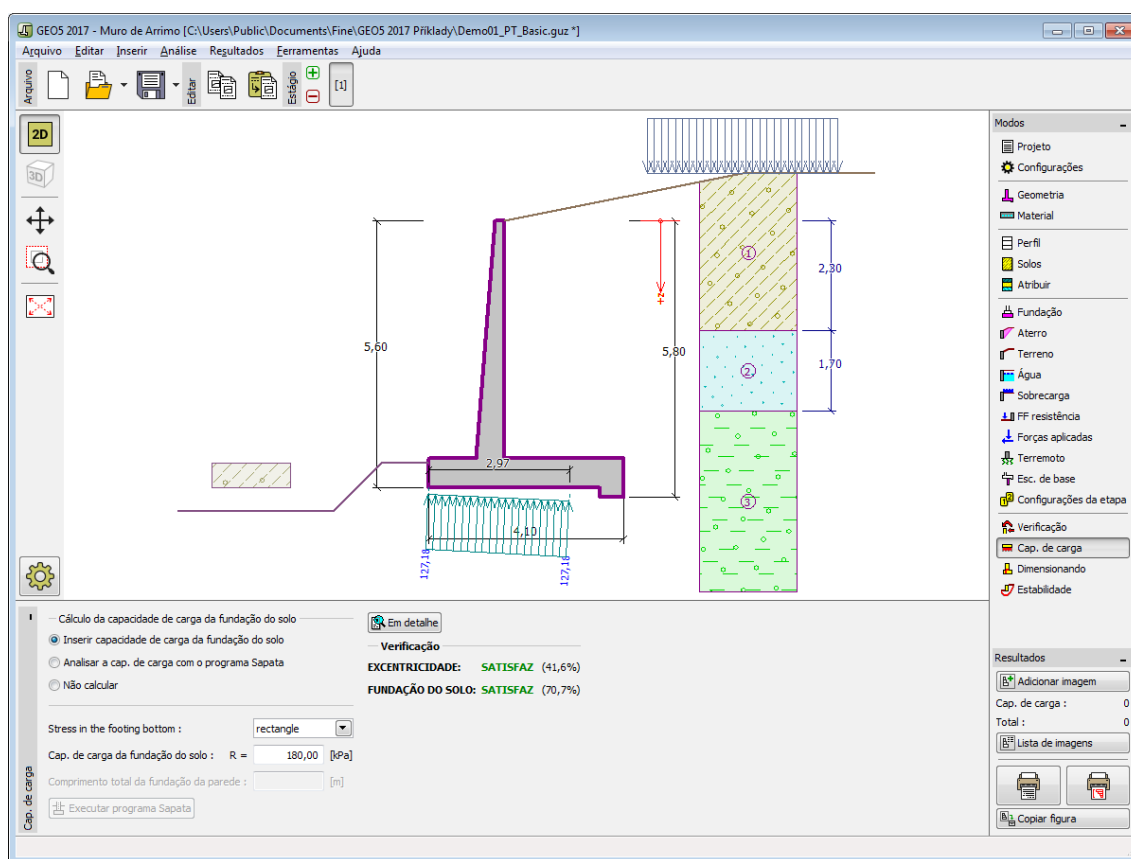 GEO5 2017 - Muro de Arrimo [C:\Users\Public\Documents\Fine\GEO5 2017 Příklady\Demo01_PT_Basic.guz *]
Arquivo Editar Inserir Análise Resultados Ferramentas Ajuda
Arquivo
Editar
Estágio
[1]
2D
3D
+z
5,60
5,80
2,30
1,70
1
2
3
2,97
4,10
127,18
127,18
Modos
Projeto
Configurações
Geometria
Material
Perfil
Solos
Atribuir
Fundação
Aterro
Terreno
Água
Sobrecarga
FF resistência
Forças aplicadas
Terremoto
Esc. de base
Configurações da etapa
Verificação
Cap. de carga
Dimensionando
Estabilidade
Cap. de carga
Cálculo da capacidade de carga da fundação do solo
Inserir capacidade de carga da fundação do solo
Analisar a cap. de carga com o programa Sapata
Não calcular
Stress in the footing bottom : rectangle
Cap. de carga da fundação do solo : R = 180,00 [kPa]
Comprimento total da fundação da parede : [m]
Executar programa Sapata
Em detalhe
Verificação
EXCENTRICIDADE: SATISFAZ (41,6%)
FUNDAÇÃO DO SOLO: SATISFAZ (70,7%)
Resultados
Adicionar imagem
Cap. de carga : 0
Total : 0
Lista de imagens
Copiar figura